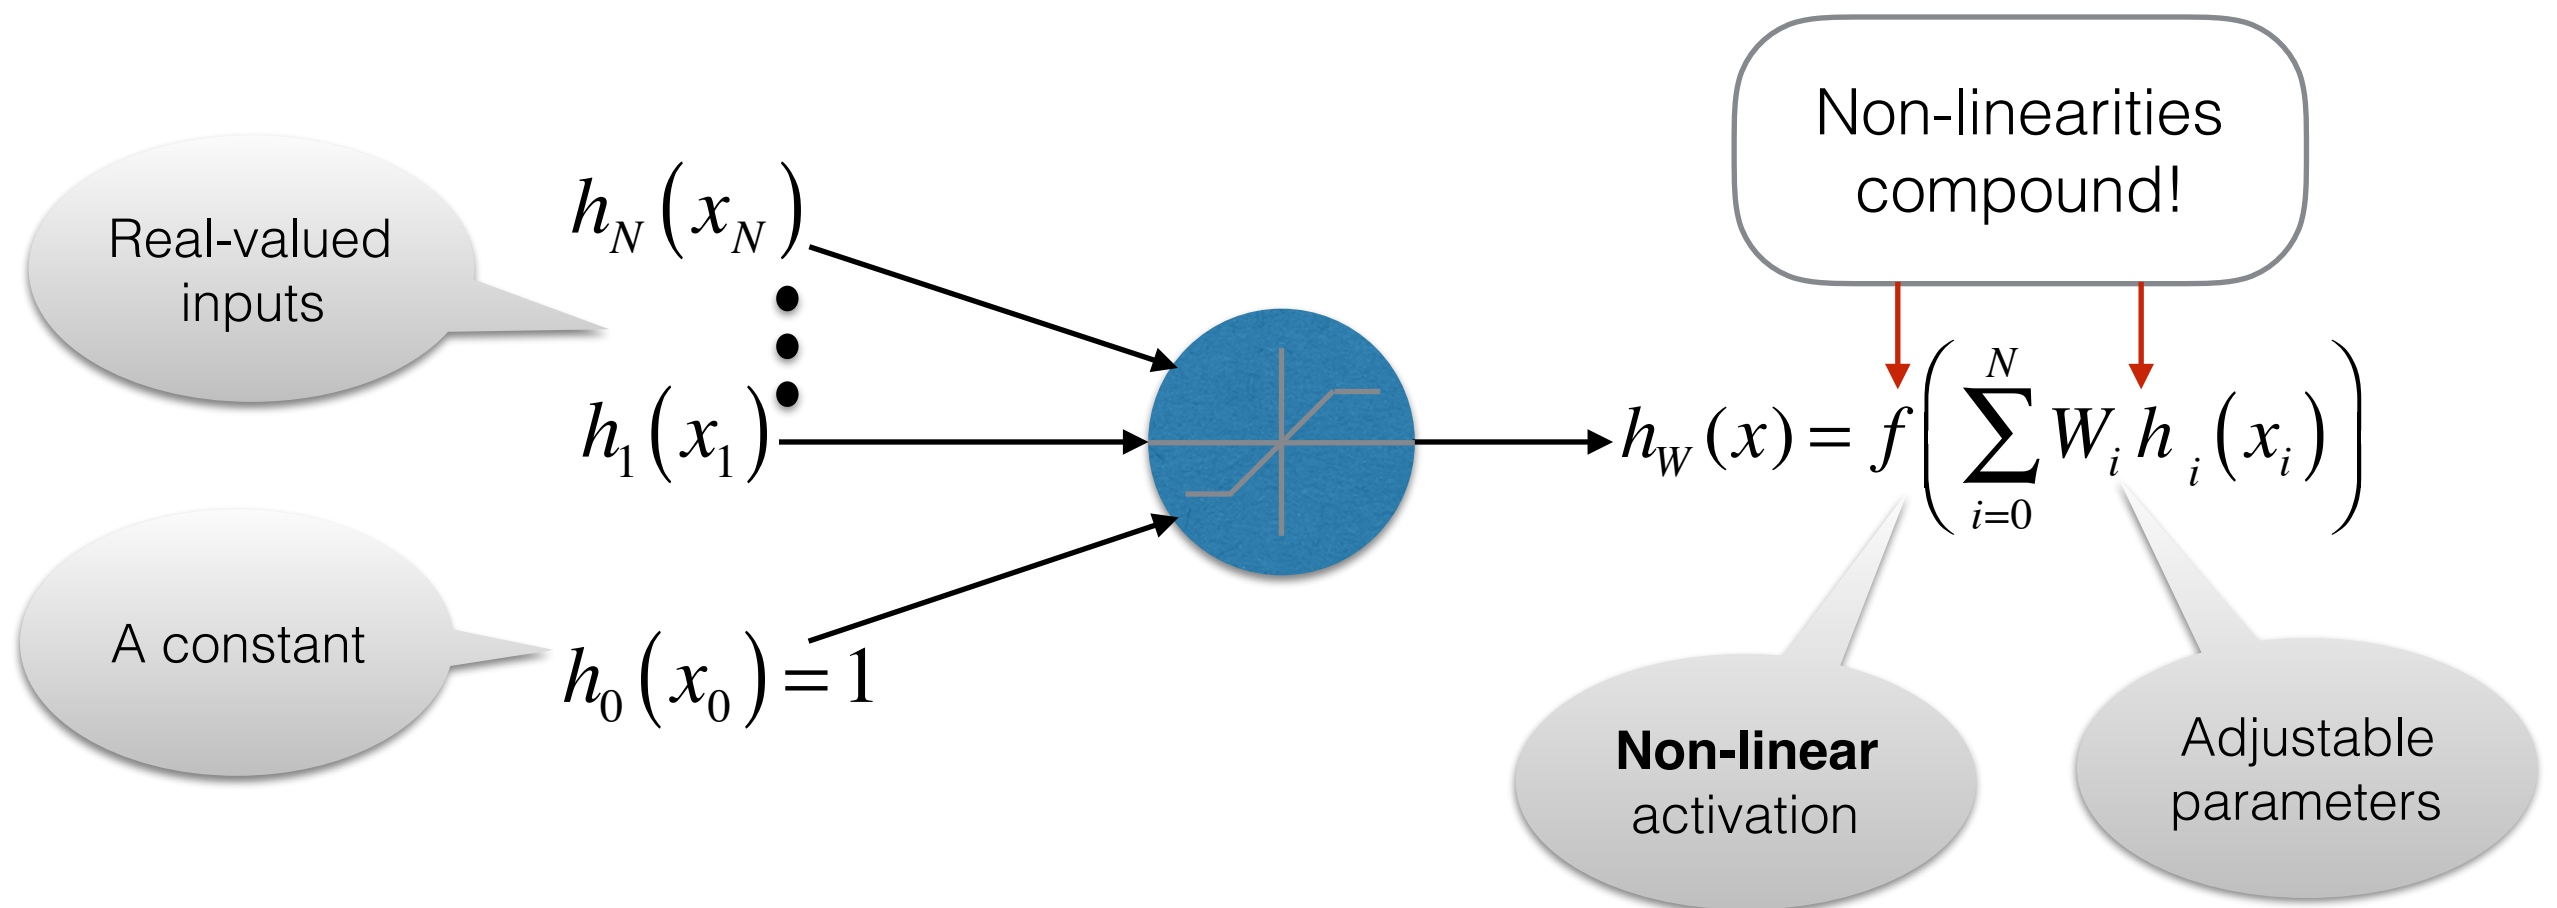 Non-linearities
compound!
Real-valued
inputs
h_N(x_N)
h_1(x_1)
A constant
h_0(x_0) = 1
h_W(x) = f(∑_{i=0}^{N} W_i h_i(x_i))
Non-linear
activation
Adjustable
parameters